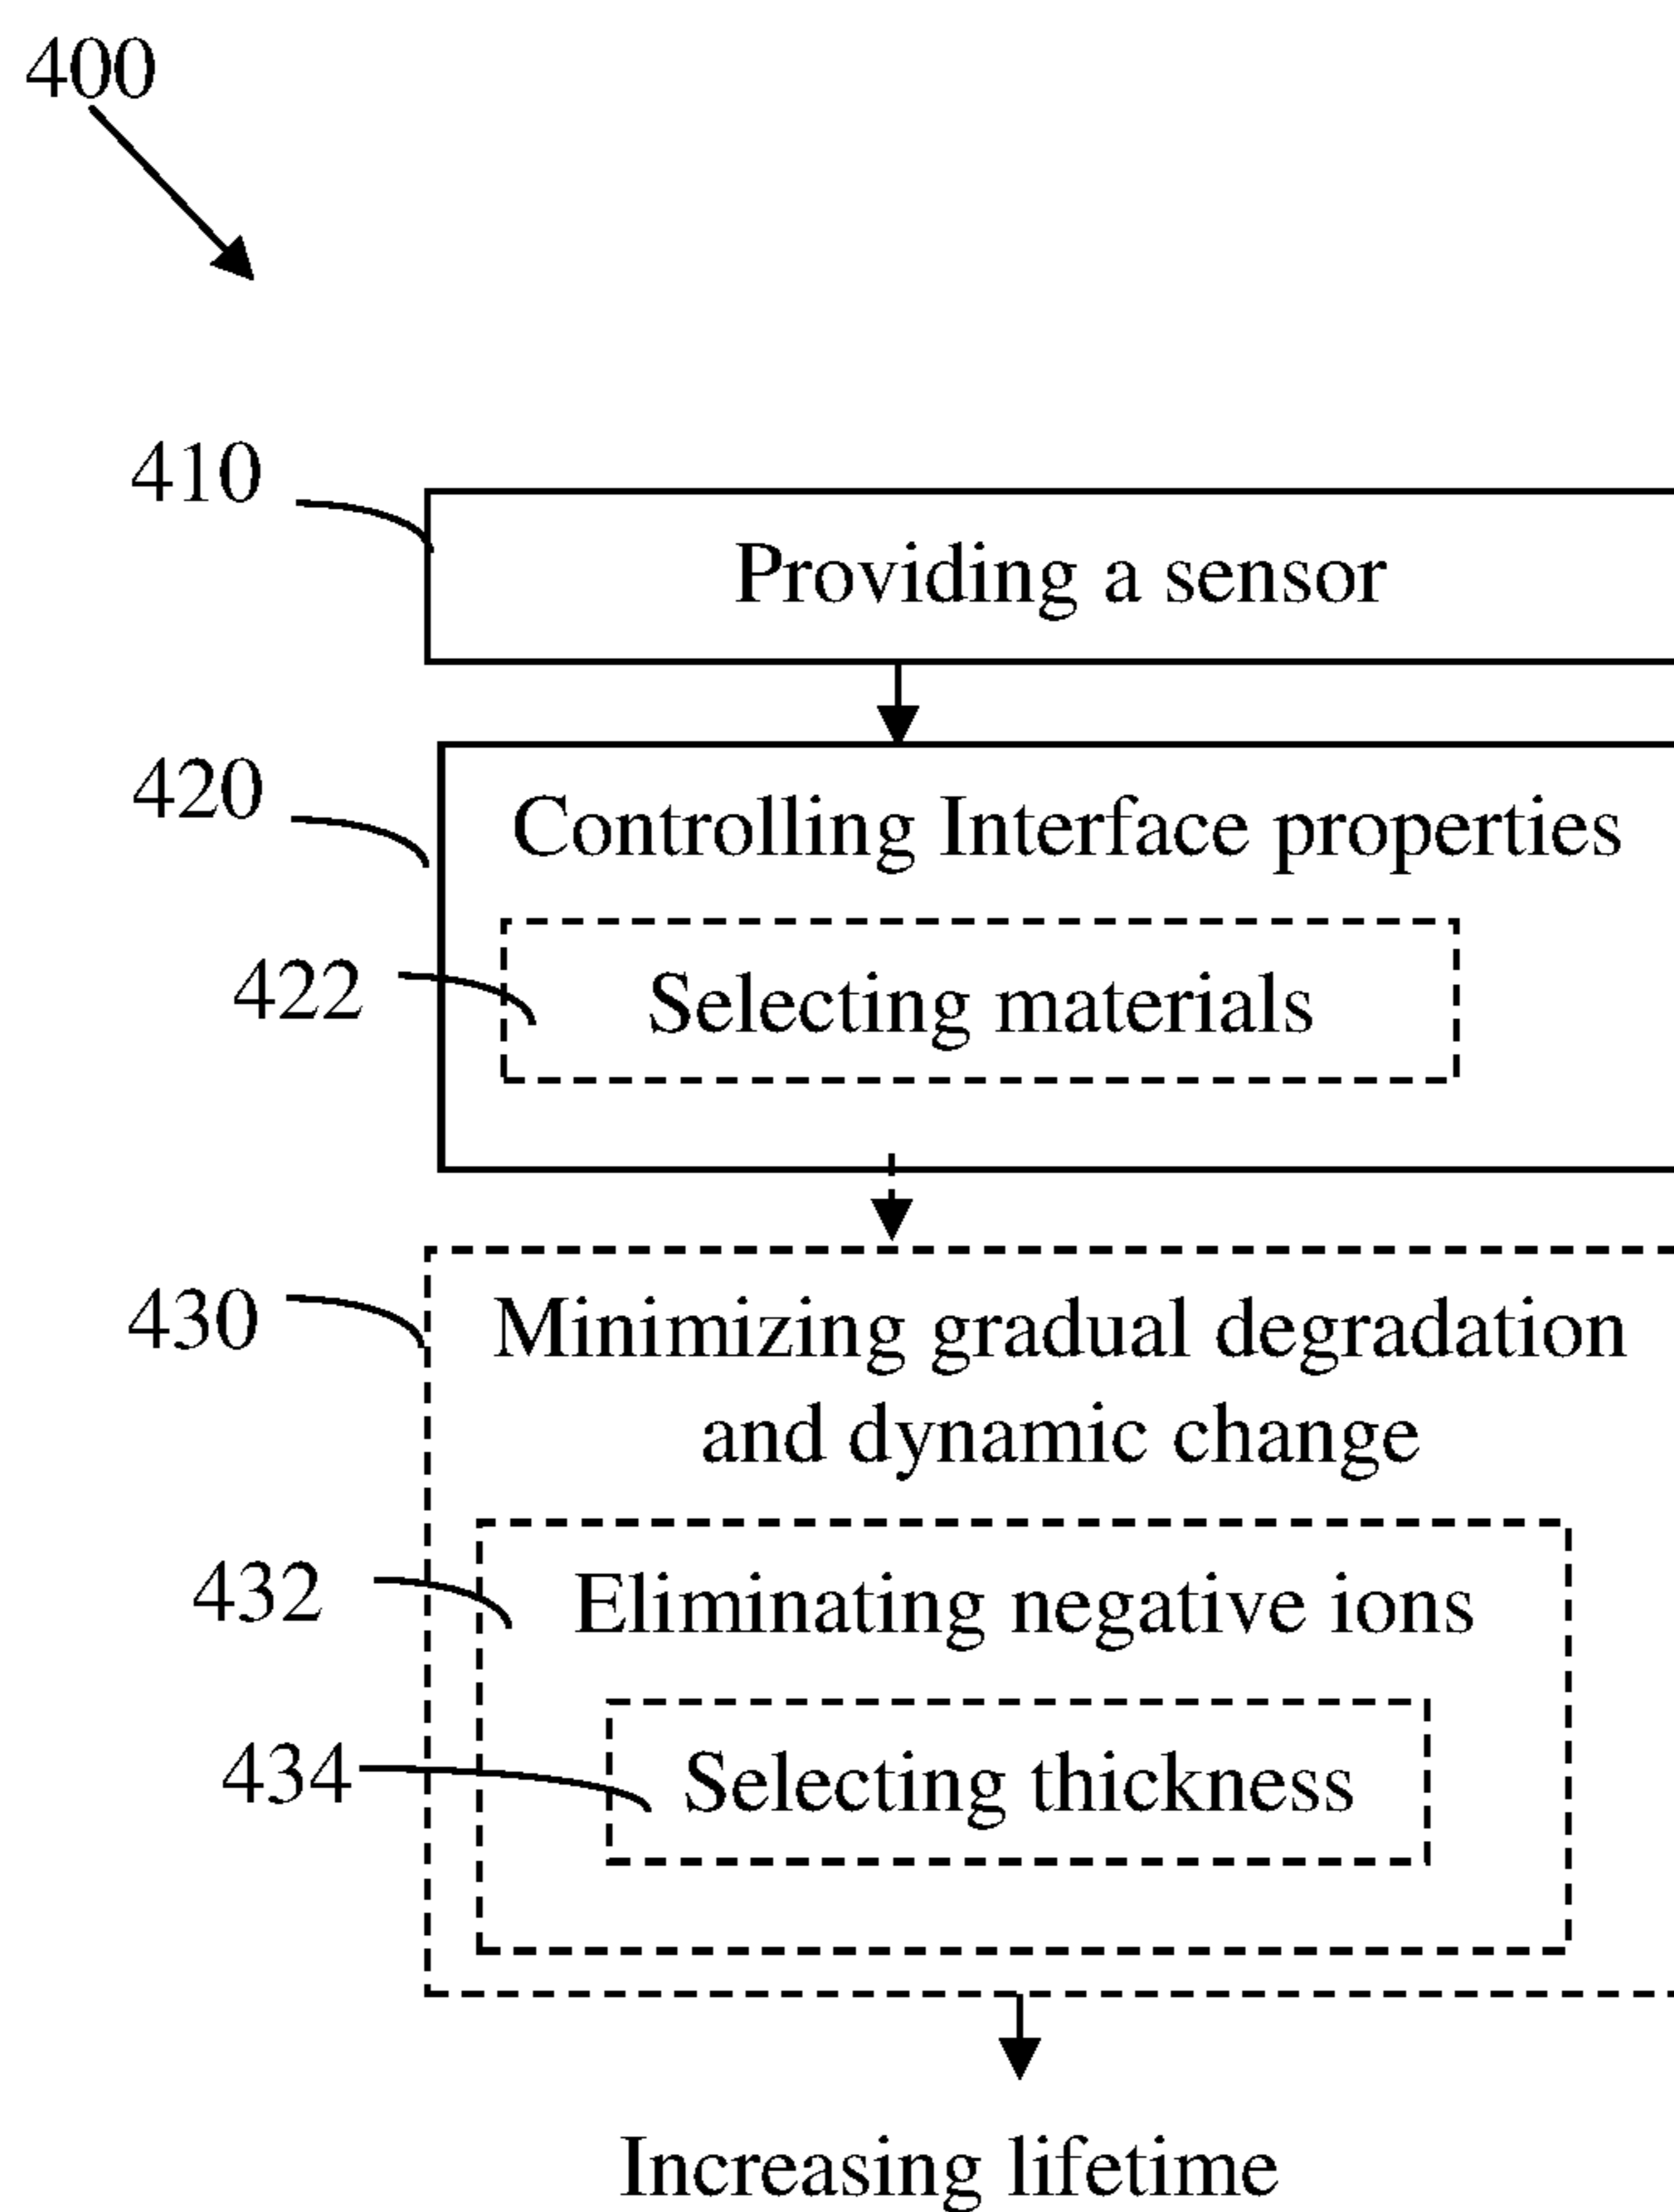 400
410
Providing a sensor
420
Controlling Interface properties
422
Selecting materials
430
Minimizing gradual degradation
and dynamic change
432
Eliminating negative ions
434
Selecting thickness
Increasing lifetime